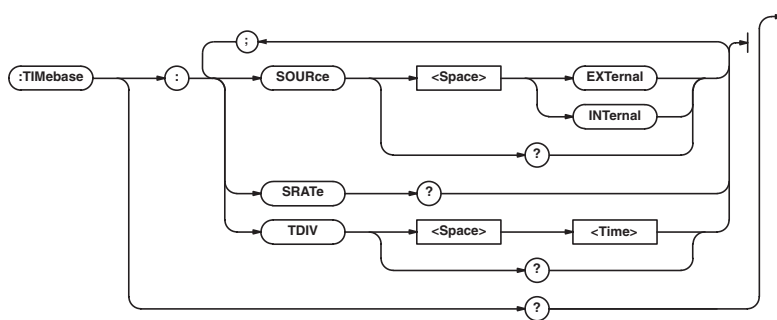 ;
:TIMebase : SOURce <Space> EXTernal
INTernal
?
SRATe ?
TDIV <Space> <Time>
?
?